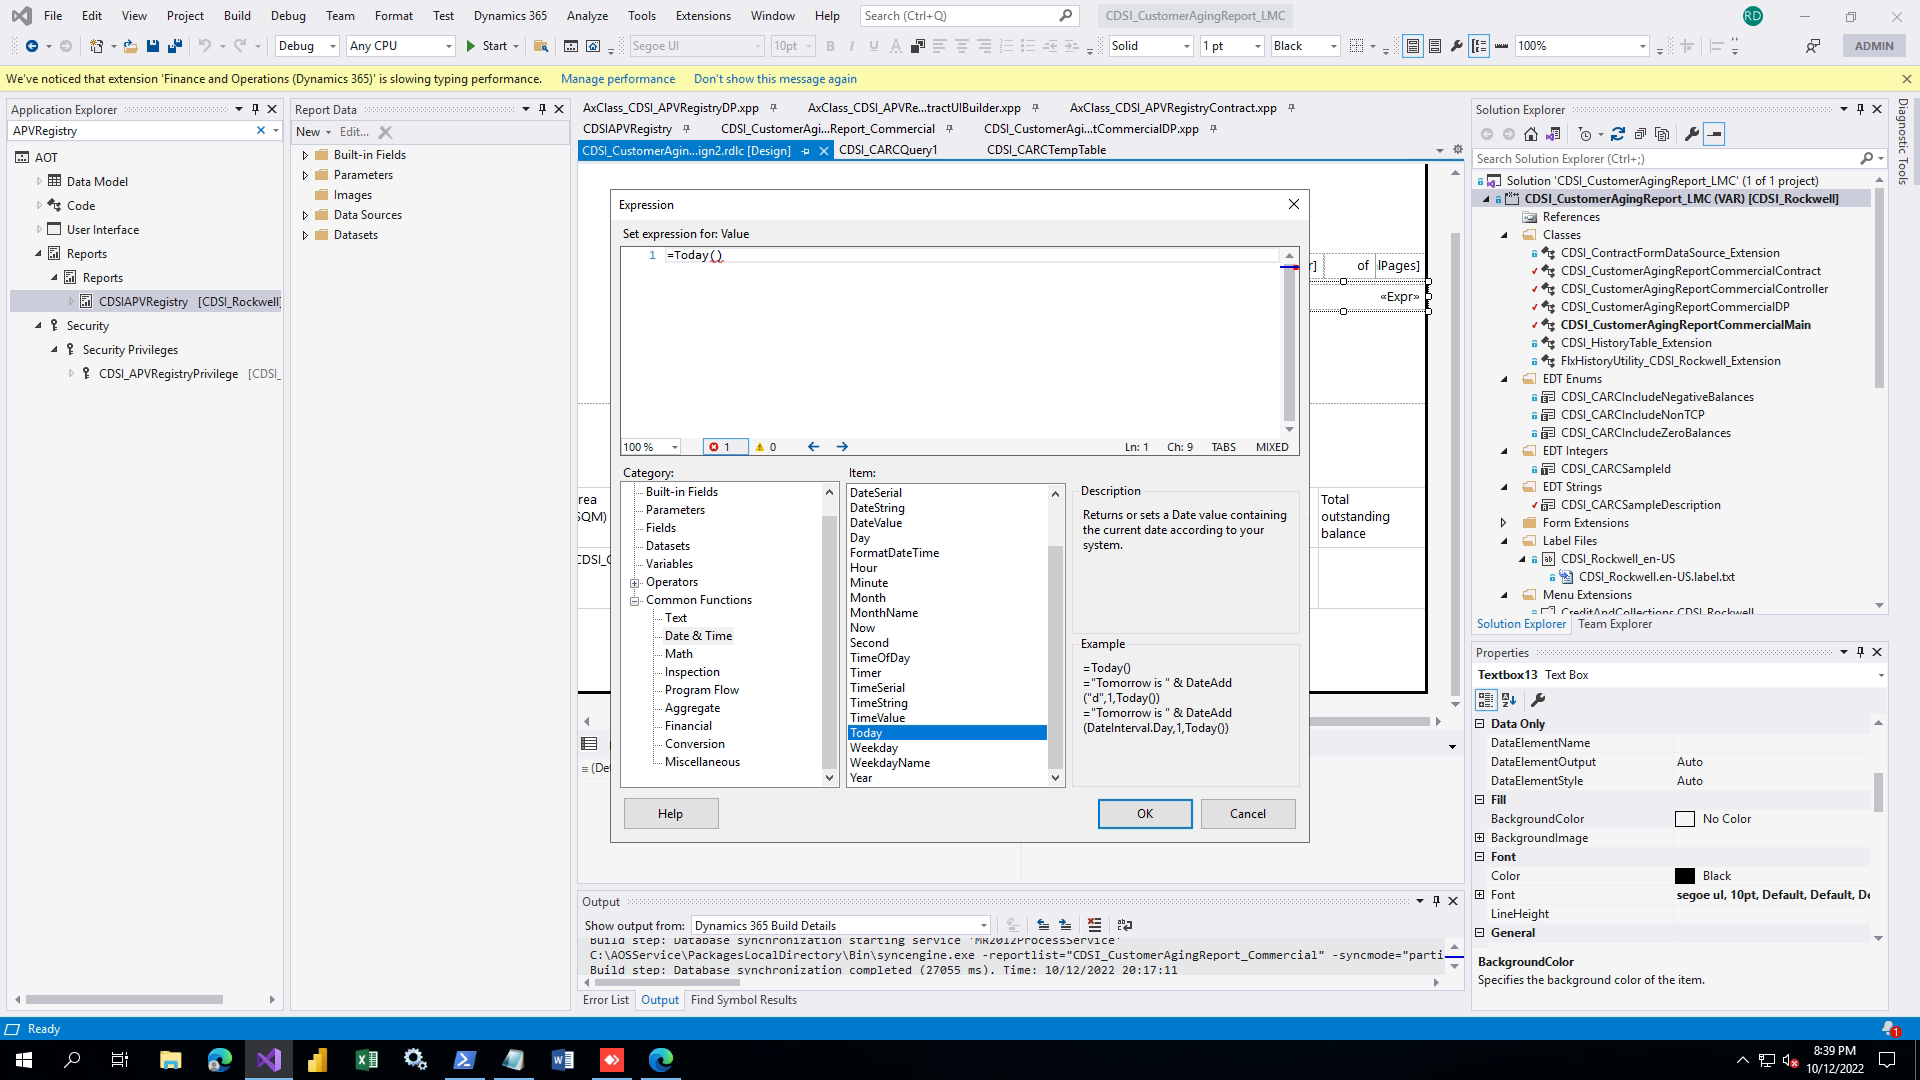 File Edit View Project Build Debug Team Format Test Dynamics 365 Analyze Tools Extensions Window Help Search (Ctrl+Q) CDSI_CustomerAgingReport_LMC RD
Debug Any CPU Start Segoe UI 10pt B I U A Solid 1 pt Black 100% ADMIN
We've noticed that extension 'Finance and Operations (Dynamics 365)' is slowing typing performance. Manage performance Don't show this message again
Application Explorer
APVRegistry
AOT
Data Model
Code
User Interface
Reports
Reports
CDSIAPVRegistry [CDSI_Rockwell]
Security
Security Privileges
CDSI_APVRegistryPrivilege [CDSI_
Report Data
New Edit...
Built-in Fields
Parameters
Images
Data Sources
Datasets
AxClass_CDSI_APVRegistryDP.xpp AxClass_CDSI_APVRe...tractUIBuilder.xpp AxClass_CDSI_APVRegistryContract.xpp
CDSIAPVRegistry CDSI_CustomerAgi...Report_Commercial CDSI_CustomerAgi...tCommercialDP.xpp
CDSI_CustomerAgin...ign2.rdlc [Design] CDSI_CARCQuery1 CDSI_CARCTempTable
of lPages]
«Expr»
rea
SQM)
Total
outstanding
balance
Expression
Set expression for: Value
1 =Today()
100 % 1 0 Ln: 1 Ch: 9 TABS MIXED
Category:
Built-in Fields
Parameters
Fields
Datasets
Variables
Operators
Common Functions
Text
Date & Time
Math
Inspection
Program Flow
Aggregate
Financial
Conversion
Miscellaneous
Item:
DateSerial
DateString
DateValue
Day
FormatDateTime
Hour
Minute
Month
MonthName
Now
Second
TimeOfDay
Timer
TimeSerial
TimeString
TimeValue
Today
Weekday
WeekdayName
Year
Description
Returns or sets a Date value containing
the current date according to your
system.
Example
=Today()
="Tomorrow is " & DateAdd
("d",1,Today())
="Tomorrow is " & DateAdd
(DateInterval.Day,1,Today())
Help OK Cancel
Output
Show output from: Dynamics 365 Build Details
Build step: Database synchronization starting service 'MR2012ProcessService'
C:\AOSService\PackagesLocalDirectory\Bin\syncengine.exe -reportlist="CDSI_CustomerAgingReport_Commercial" -syncmode="parti
Build step: Database synchronization completed (27055 ms). Time: 10/12/2022 20:17:11
Error List Output Find Symbol Results
Solution Explorer
Search Solution Explorer (Ctrl+;)
Solution 'CDSI_CustomerAgingReport_LMC' (1 of 1 project)
CDSI_CustomerAgingReport_LMC (VAR) [CDSI_Rockwell]
References
Classes
CDSI_ContractFormDataSource_Extension
CDSI_CustomerAgingReportCommercialContract
CDSI_CustomerAgingReportCommercialController
CDSI_CustomerAgingReportCommercialDP
CDSI_CustomerAgingReportCommercialMain
CDSI_HistoryTable_Extension
FlxHistoryUtility_CDSI_Rockwell_Extension
EDT Enums
CDSI_CARCIncludeNegativeBalances
CDSI_CARCIncludeNonTCP
CDSI_CARCIncludeZeroBalances
EDT Integers
CDSI_CARCSampleId
EDT Strings
CDSI_CARCSampleDescription
Form Extensions
Label Files
CDSI_Rockwell_en-US
CDSI_Rockwell.en-US.label.txt
Menu Extensions
CreditAndCollections.CDSI_Rockwell
Solution Explorer Team Explorer
Properties
Textbox13 Text Box
Data Only
DataElementName
DataElementOutput Auto
DataElementStyle Auto
Fill
BackgroundColor No Color
BackgroundImage
Font
Color Black
Font segoe ul, 10pt, Default, Default, De
LineHeight
General
BackgroundColor
Specifies the background color of the item.
Diagnostic Tools
Ready
8:39 PM
10/12/2022